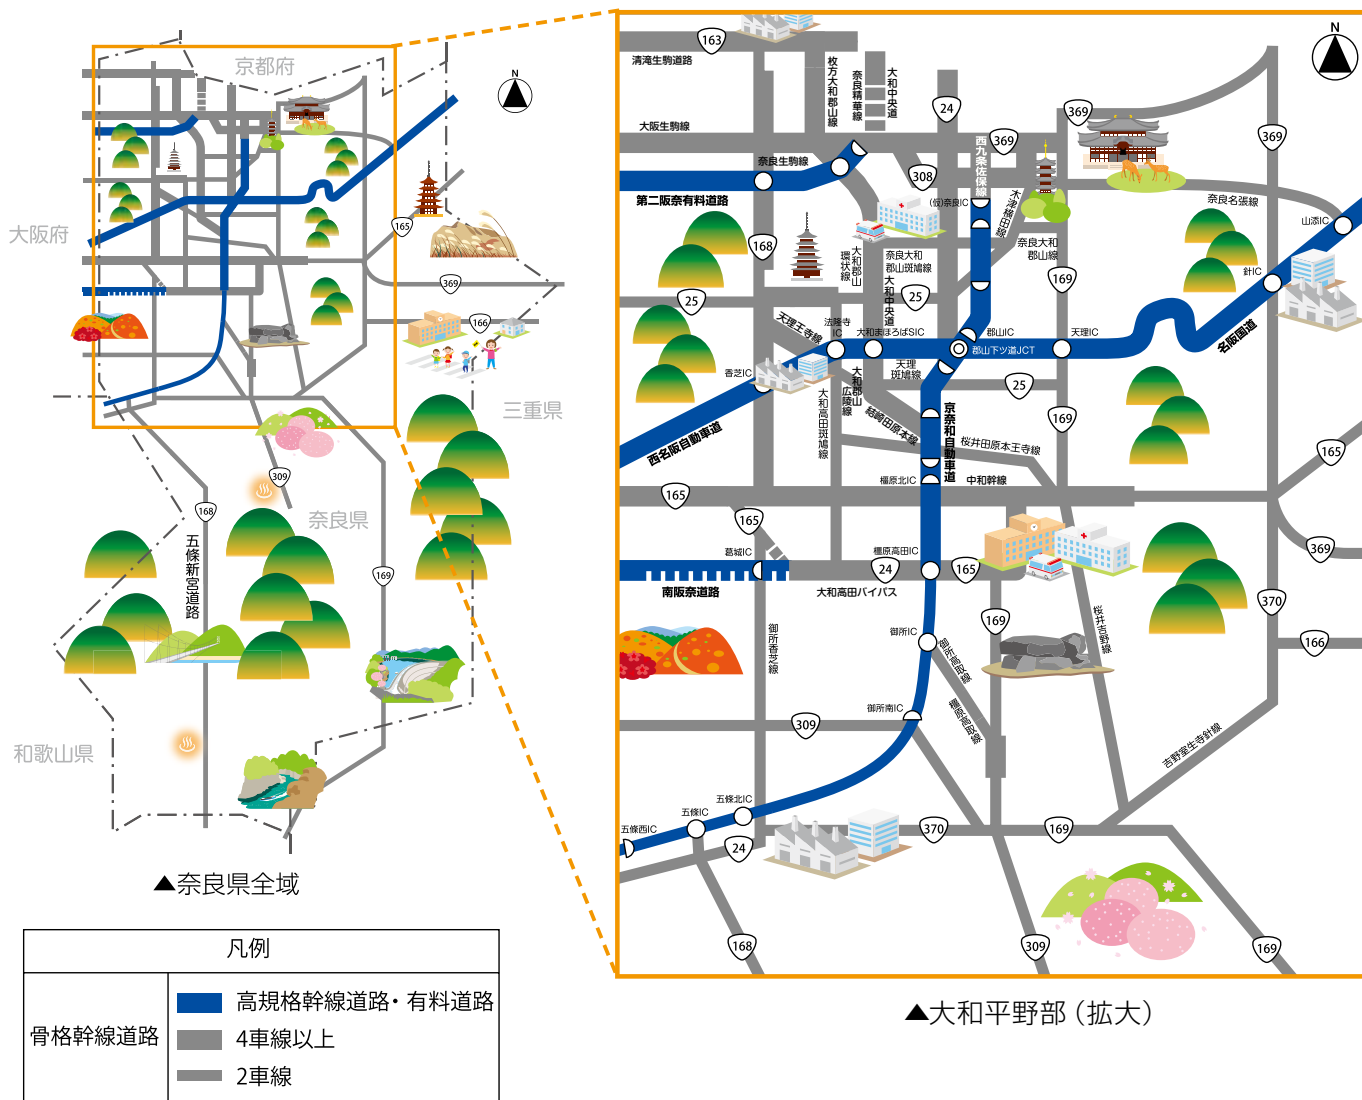 京都府
N
大阪府
165
369
166
三重県
309
168
奈良県
五條新宮道路
169
和歌山県
▲奈良県全域
凡例
骨格幹線道路
高規格幹線道路・有料道路
4車線以上
2車線
163
清滝生駒道路
枚方大和郡山線
奈良精華線
大和中央道
24
369
369
369
N
大阪生駒線
奈良生駒線
第二阪奈有料道路
308
西九条佐保線
(仮)奈良IC
木津横田線
奈良名張線
山添IC
168
大和郡山
環状線
奈良大和
郡山斑鳩線
奈良大和
郡山線
169
針IC
25
大和中央道
25
天理王寺線
法隆寺
IC
大和まほろばSIC
郡山IC
郡山下ツ道JCT
天理IC
名阪国道
香芝IC
大和郡山
広陵線
天理
斑鳩線
25
大和高田斑鳩線
結崎田原本線
京奈和自動車道
169
西名阪自動車道
桜井田原本王寺線
165
橿原北IC
中和幹線
165
165
葛城IC
橿原高田IC
24
165
369
南阪奈道路
大和高田バイパス
370
御所香芝線
御所IC
169
桜井吉野線
166
御所高取線
橿原高取線
御所南IC
309
吉野室生寺針線
五條北IC
五條IC
五條西IC
24
370
169
168
309
169
▲大和平野部（拡大）